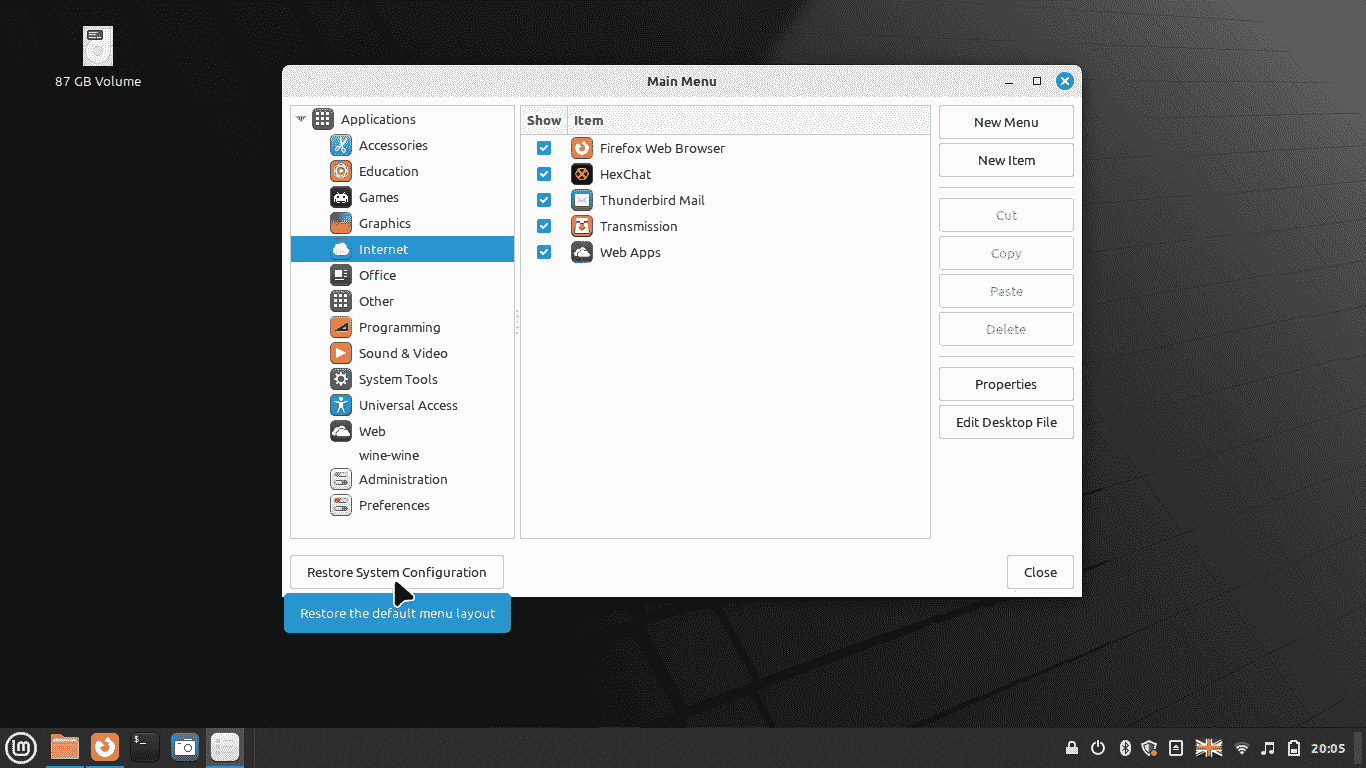 87 GB Volume
Main Menu
Applications
Accessories
Education
Games
Graphics
Internet
Office
Other
Programming
Sound & Video
System Tools
Universal Access
Web
wine-wine
Administration
Preferences
Show Item
Firefox Web Browser
HexChat
Thunderbird Mail
Transmission
Web Apps
New Menu
New Item
Cut
Copy
Paste
Delete
Properties
Edit Desktop File
Restore System Configuration
Close
Restore the default menu layout
20:05